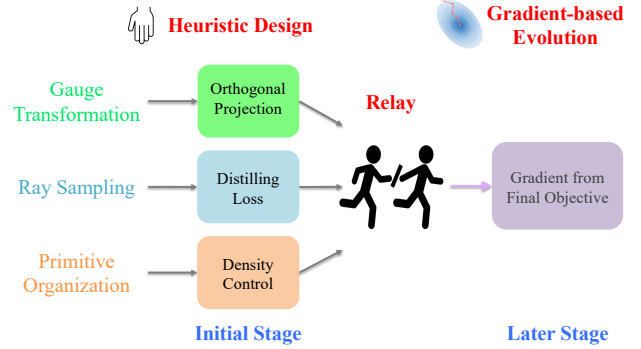 Heuristic Design
Gradient-based
Evolution
Gauge
Transformation
Orthogonal
Projection
Relay
Ray Sampling
Distilling
Loss
Gradient from
Final Objective
Primitive
Organization
Density
Control
Initial Stage
Later Stage